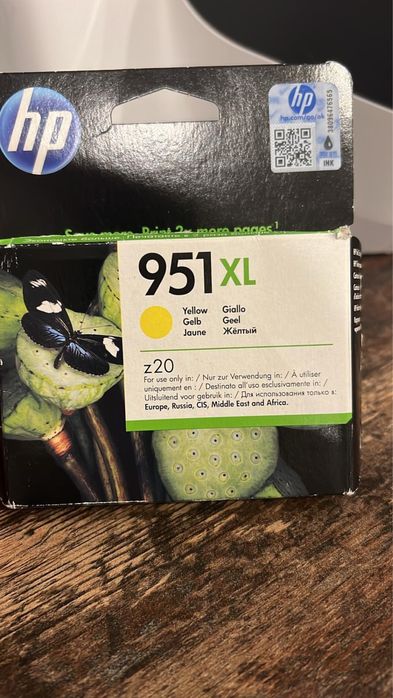 hp
hp
hp.com/go/ok
INK
Save more. Print 2x more pages.¹
951XL
Yellow Giallo
Gelb Geel
Jaune Жёлтый
z20
For use only in: / Nur zur Verwendung in: / À utiliser
uniquement en : / Destinato all'uso esclusivamente in: /
Uitsluitend voor gebruik in: / Для использования только в:
Europe, Russia, CIS, Middle East and Africa.